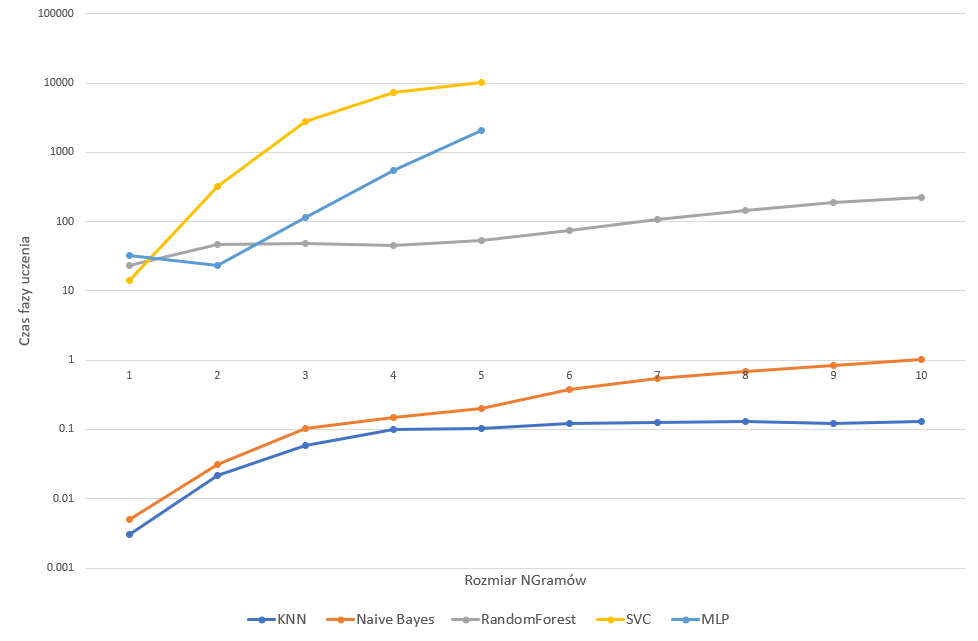 100000
10000
1000
100
10
1
0.1
0.01
0.001
Czas fazy uczenia
1 2 3 4 5 6 7 8 9 10
Rozmiar NGramów
KNN Naive Bayes RandomForest SVC MLP